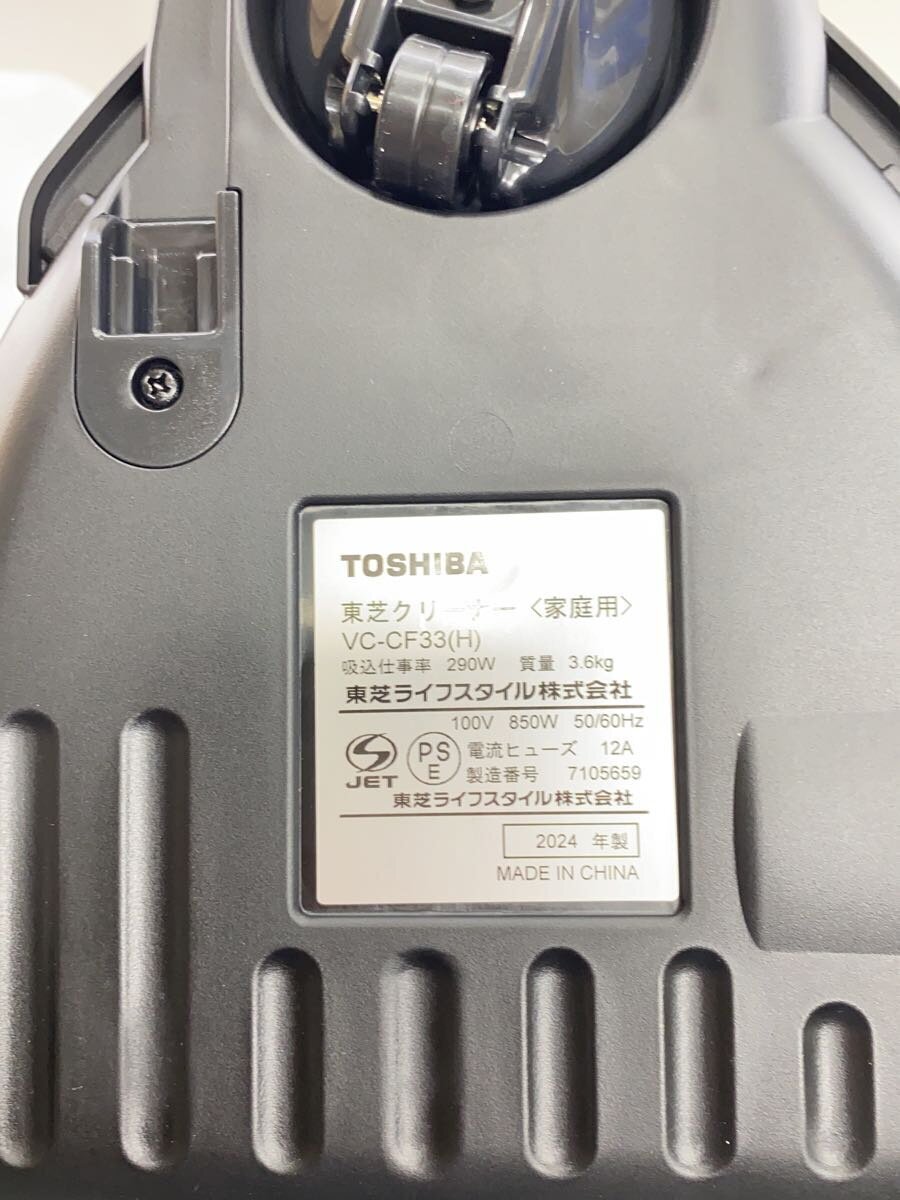 TOSHIBA
東芝クリーナー〈家庭用〉
VC-CF33(H)
吸込仕事率 290W 質量 3.6kg
東芝ライフスタイル株式会社
100V 850W 50/60Hz
JET PS E 電流ヒューズ 12A
製造番号 7105659
東芝ライフスタイル株式会社
2024 年製
MADE IN CHINA